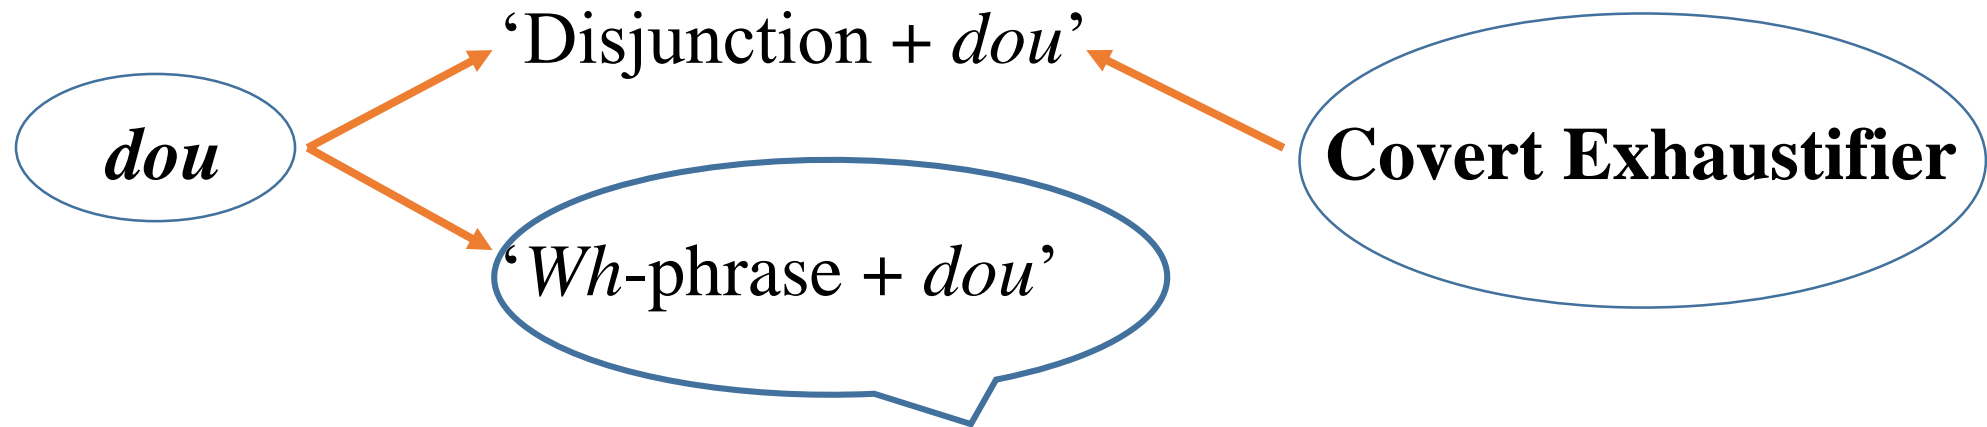 ‘Disjunction + dou’
dou
Covert Exhaustifier
‘Wh-phrase + dou’